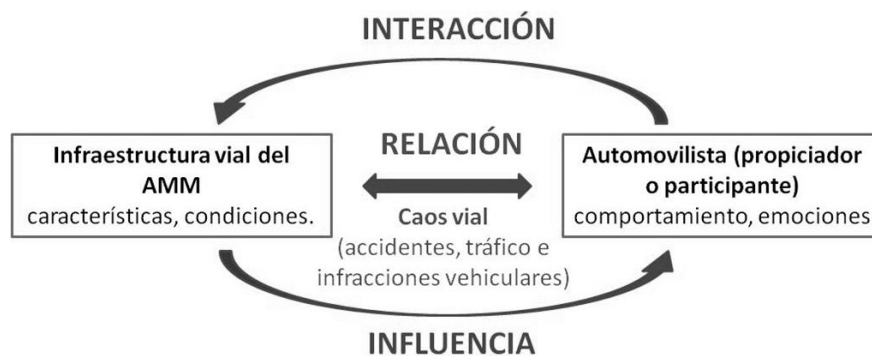 INTERACCIÓN
Infraestructura vial del
AMM
características, condiciones.
RELACIÓN
Caos vial
(accidentes, tráfico e
infracciones vehiculares)
Automovilista (propiciador
o participante)
comportamiento, emociones
INFLUENCIA